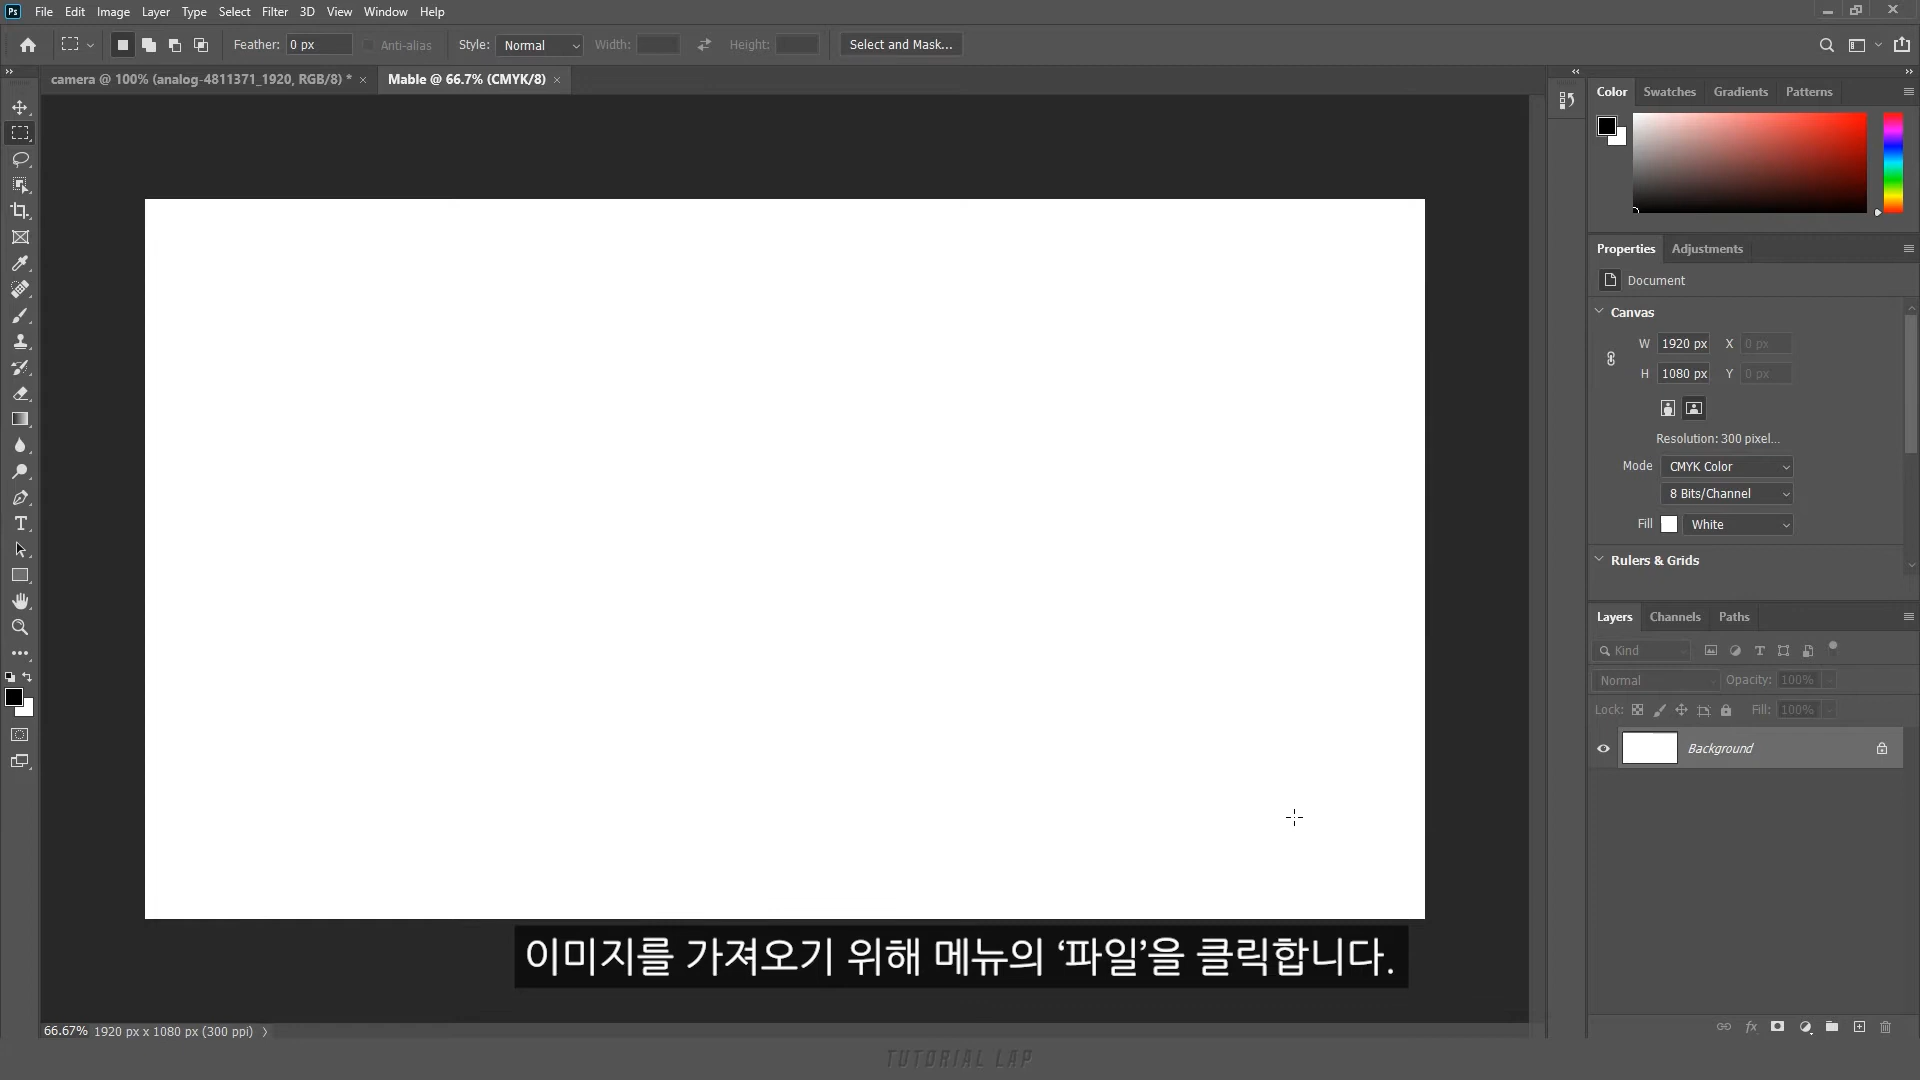 Ps File Edit Image Layer Type Select Filter 3D View Window Help
Feather: 0 px Anti-alias Style: Normal Width: Height: Select and Mask...
camera @ 100% (analog-4811371_1920, RGB/8) * × Mable @ 66.7% (CMYK/8) ×
Color Swatches Gradients Patterns
Properties Adjustments
Document
Canvas
W 1920 px X 0 px
H 1080 px Y 0 px
Resolution: 300 pixel...
Mode CMYK Color
8 Bits/Channel
Fill White
Rulers & Grids
Layers Channels Paths
Kind
Normal Opacity: 100%
Lock: Fill: 100%
Background
이미지를 가져오기 위해 메뉴의 ‘파일’을 클릭합니다.
66.67% 1920 px x 1080 px (300 ppi)
TUTORIAL LAP